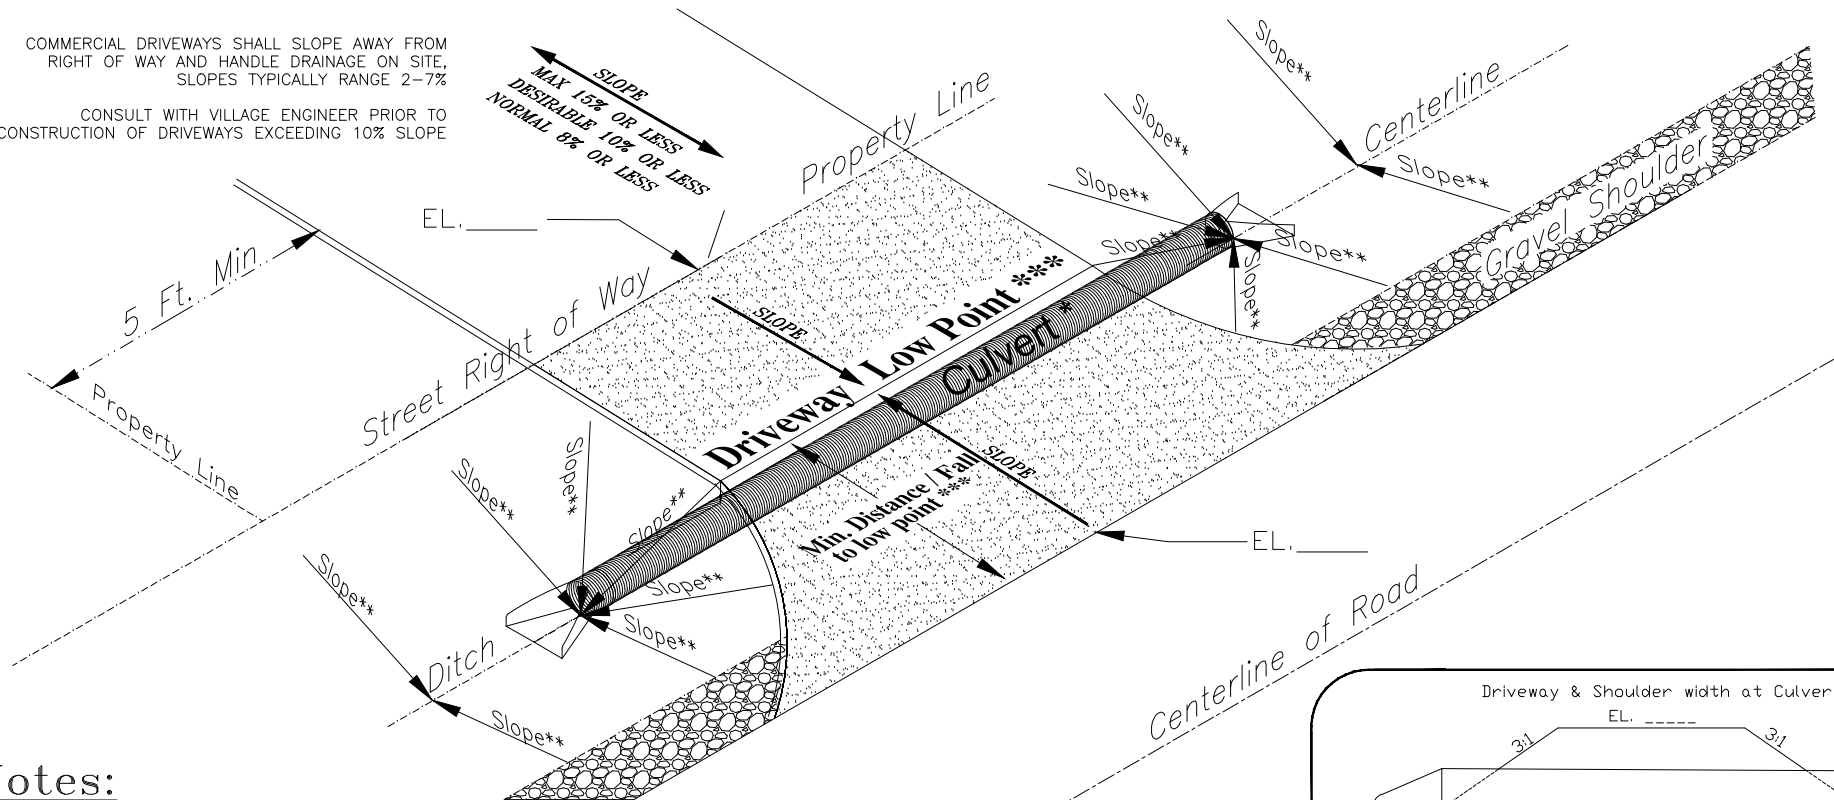 COMMERCIAL DRIVEWAYS SHALL SLOPE AWAY FROM
RIGHT OF WAY AND HANDLE DRAINAGE ON SITE,
SLOPES TYPICALLY RANGE 2-7%
CONSULT WITH VILLAGE ENGINEER PRIOR TO
CONSTRUCTION OF DRIVEWAYS EXCEEDING 10% SLOPE
SLOPE
MAX 15% OR LESS
DESIRABLE 10% OR LESS
NORMAL 8% OR LESS
Property Line
Slope**
Centerline
Slope**
Slope**
Slope**
Gravel Shoulder
EL.
5 Ft. Min
Street Right of Way
Slope**
Slope**
Slope**
SLOPE
Driveway Low Point ***
Culvert *
Property Line
Slope**
Slope**
Slope**
SLOPE
Min. Distance / Fall
to low point ***
EL.
Slope**
Slope**
Slope**
Ditch
Slope**
Centerline of Road
Driveway & Shoulder width at Culver
EL.
3:1
3:1
otes: